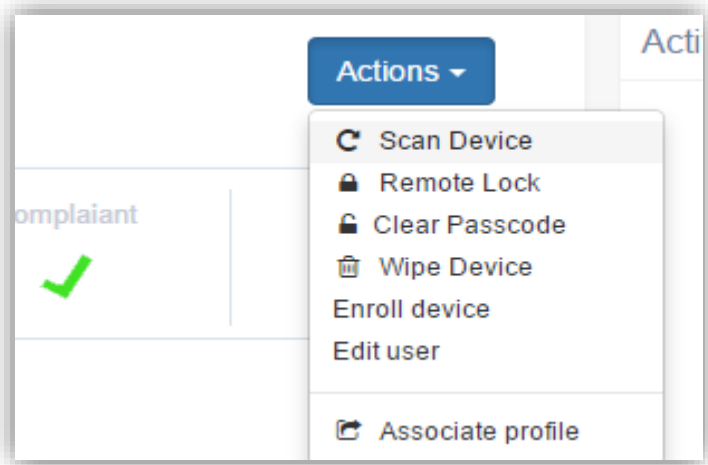 Acti
Actions
Scan Device
Remote Lock
omplaiant
Clear Passcode
Wipe Device
Enroll device
Edit user
Associate profile